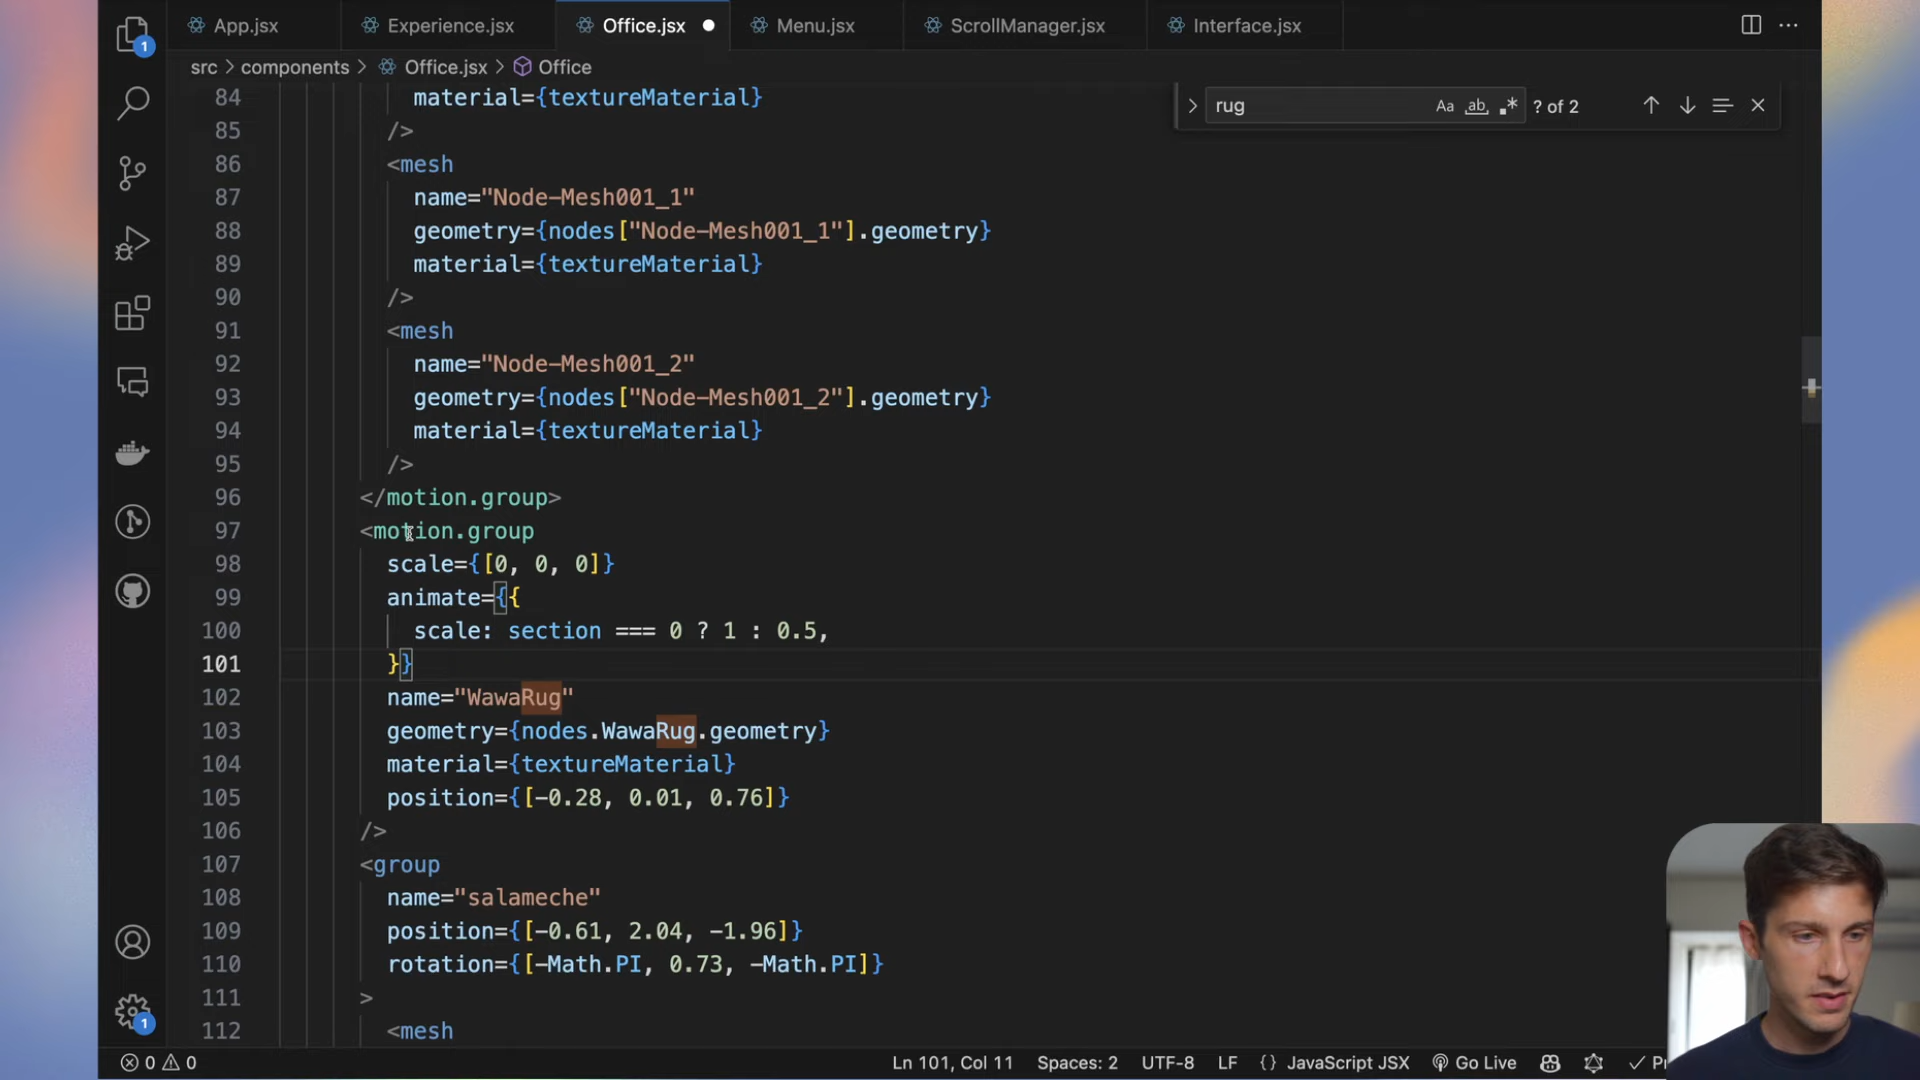 1
App.jsx
Experience.jsx
Office.jsx
Menu.jsx
ScrollManager.jsx
Interface.jsx
src > components > Office.jsx > Office
rug
Aa ab ? of 2
84 material={textureMaterial}
85 />
86 <mesh
87 name="Node-Mesh001_1"
88 geometry={nodes["Node-Mesh001_1"].geometry}
89 material={textureMaterial}
90 />
91 <mesh
92 name="Node-Mesh001_2"
93 geometry={nodes["Node-Mesh001_2"].geometry}
94 material={textureMaterial}
95 />
96 </motion.group>
97 <motion.group
98 scale={[0, 0, 0]}
99 animate={{
100 scale: section === 0 ? 1 : 0.5,
101 }}
102 name="WawaRug"
103 geometry={nodes.WawaRug.geometry}
104 material={textureMaterial}
105 position={[-0.28, 0.01, 0.76]}
106 />
107 <group
108 name="salameche"
109 position={[-0.61, 2.04, -1.96]}
110 rotation={[-Math.PI, 0.73, -Math.PI]}
111 >
112 <mesh
1
0 0
Ln 101, Col 11
Spaces: 2
UTF-8
LF
{} JavaScript JSX
Go Live